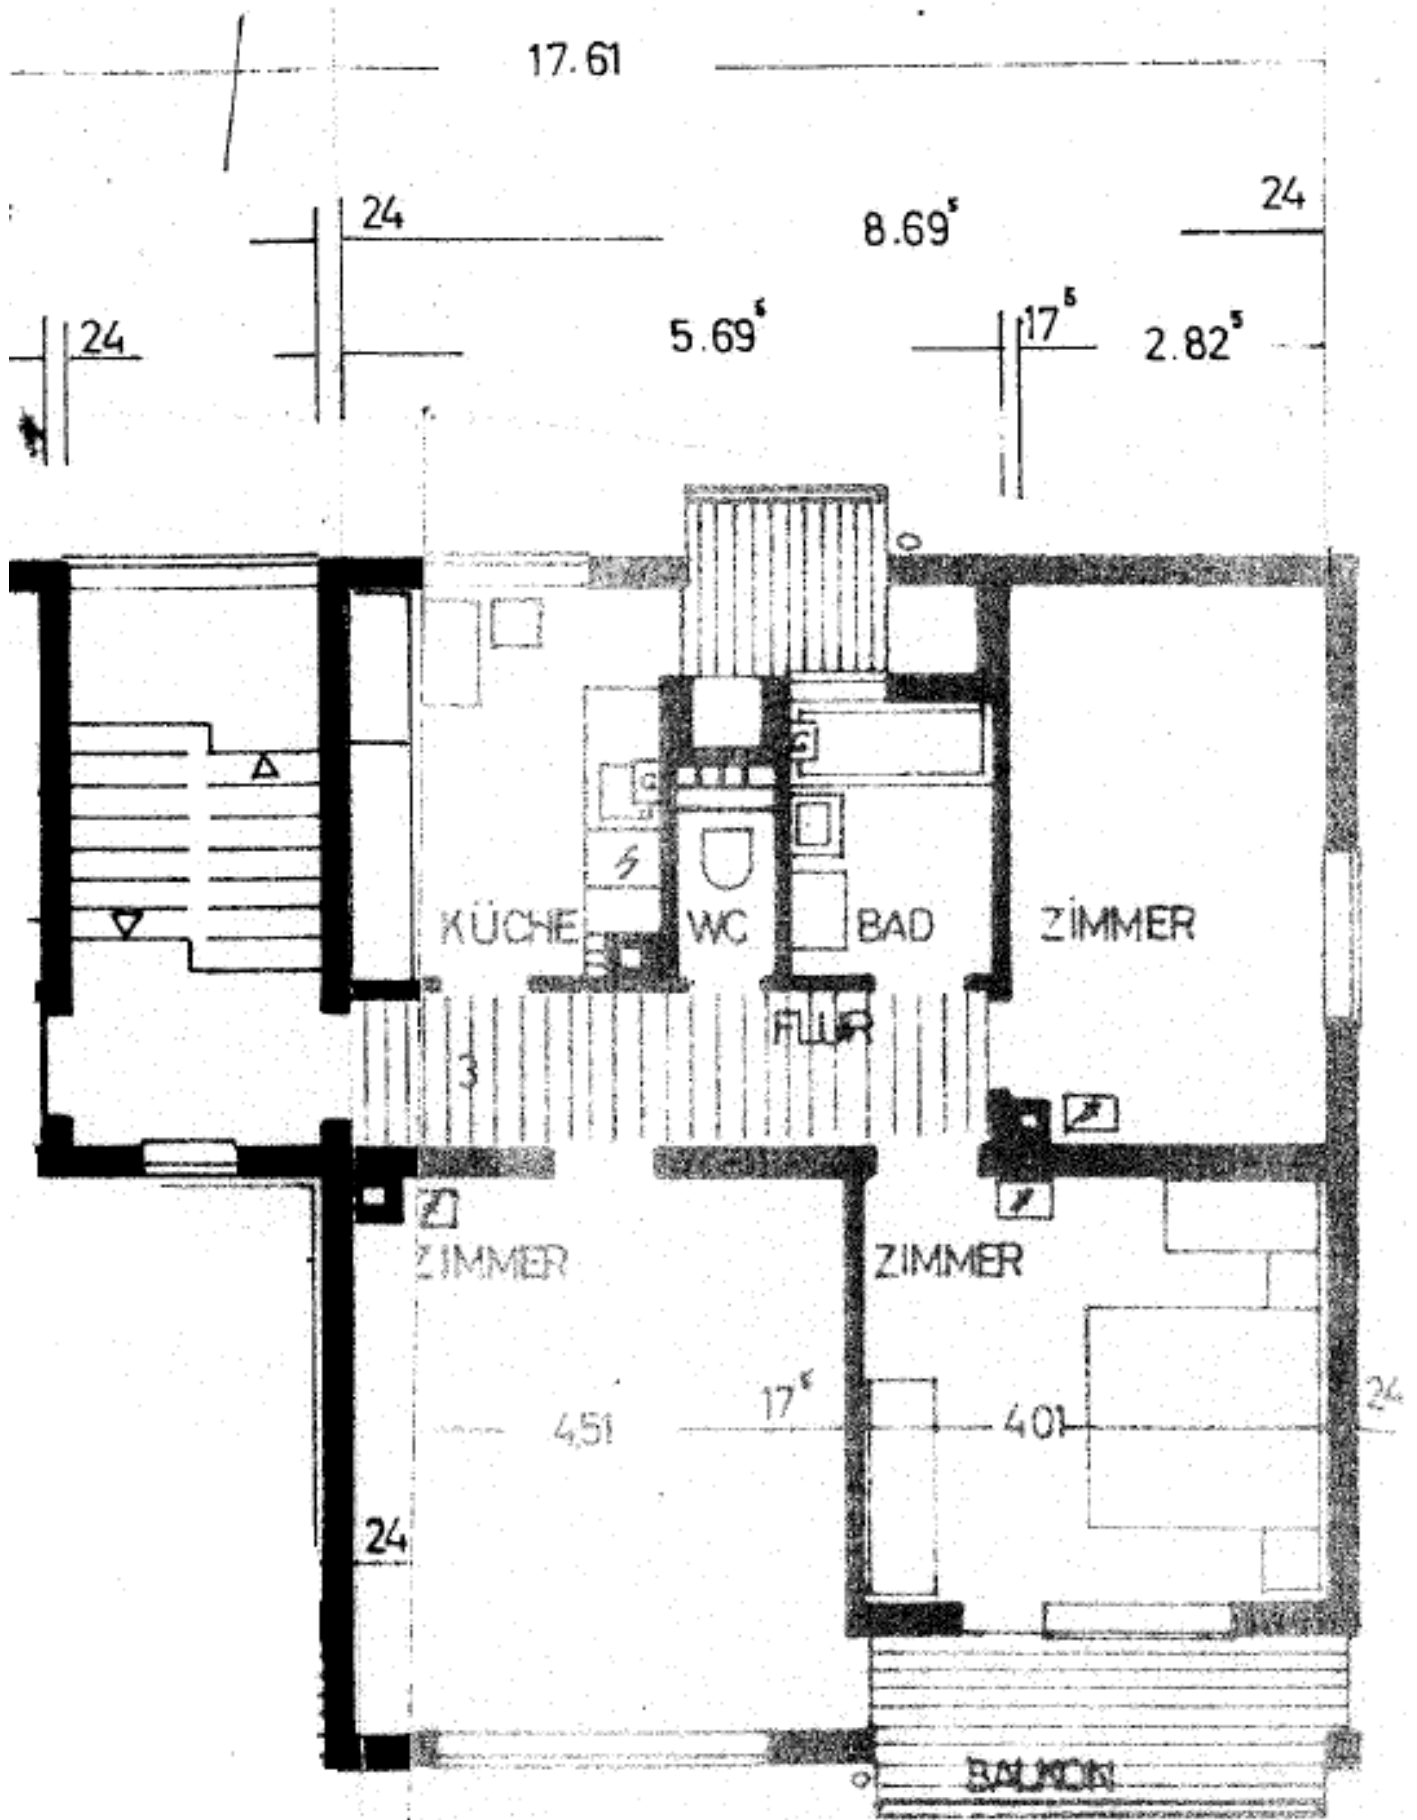 17.61
24 8.69⁵ 24
24 5.69⁵ 17⁵ 2.82⁵
KÜCHE WC BAD ZIMMER
FLUR
3
ZIMMER ZIMMER
4,51 17⁵ 401 24
24
BALKON